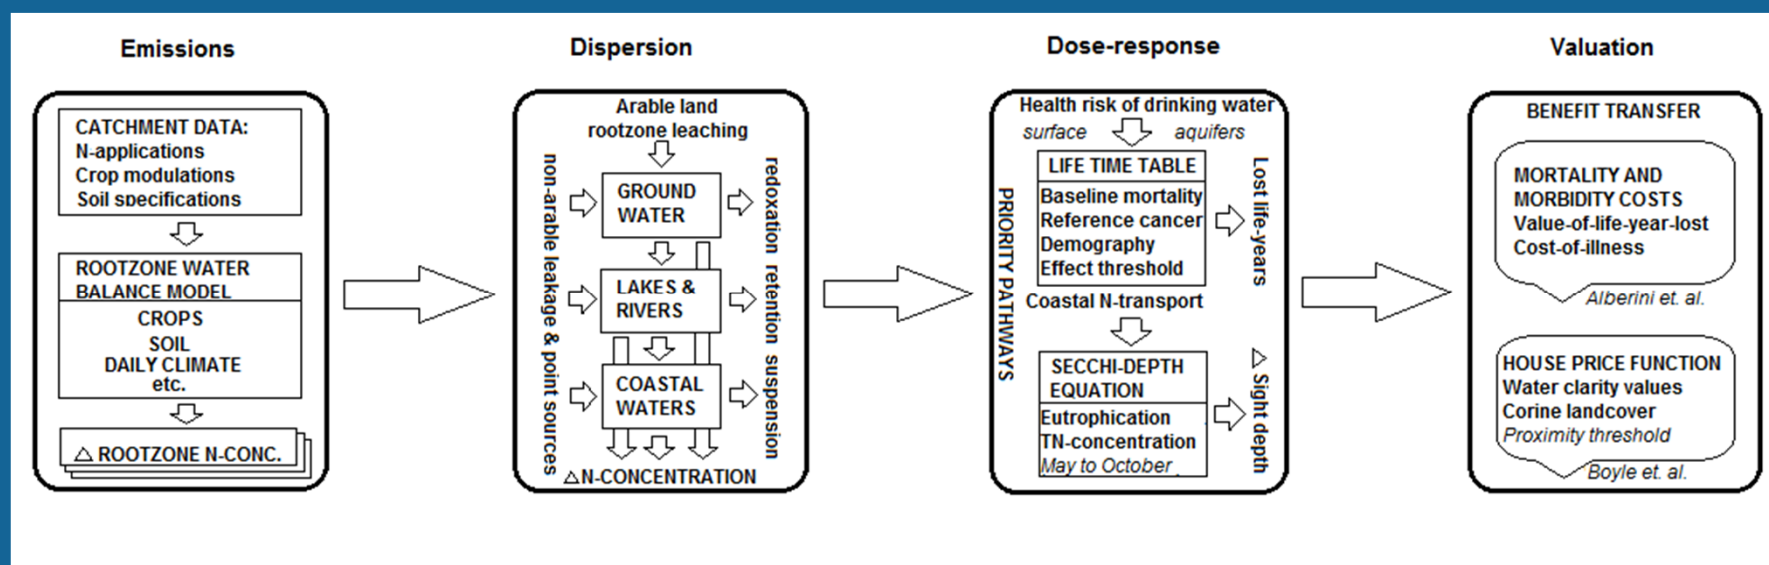 Emissions
CATCHMENT DATA:
N-applications
Crop modulations
Soil specifications
ROOTZONE WATER
BALANCE MODEL
CROPS
SOIL
DAILY CLIMATE
etc.
△ ROOTZONE N-CONC.
Dispersion
Arable land
rootzone leaching
non-arable leakage & point sources
GROUND
WATER
LAKES &
RIVERS
COASTAL
WATERS
redoxation retention suspension
△N-CONCENTRATION
Dose-response
Health risk of drinking water
surface aquifers
PRIORITY PATHWAYS
LIFE TIME TABLE
Baseline mortality
Reference cancer
Demography
Effect threshold
Lost life-years
Coastal N-transport
SECCHI-DEPTH
EQUATION
Eutrophication
TN-concentration
May to October
△ Sight depth
Valuation
BENEFIT TRANSFER
MORTALITY AND
MORBIDITY COSTS
Value-of-life-year-lost
Cost-of-illness
Alberini et. al.
HOUSE PRICE FUNCTION
Water clarity values
Corine landcover
Proximity threshold
Boyle et. al.